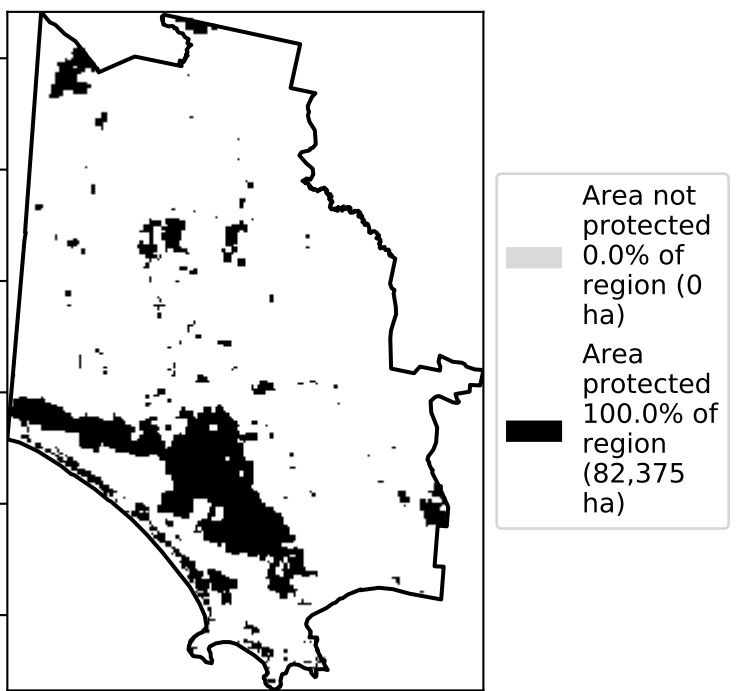 Area not
protected
0.0% of
region (0
ha)
Area
protected
100.0% of
region
(82,375
ha)